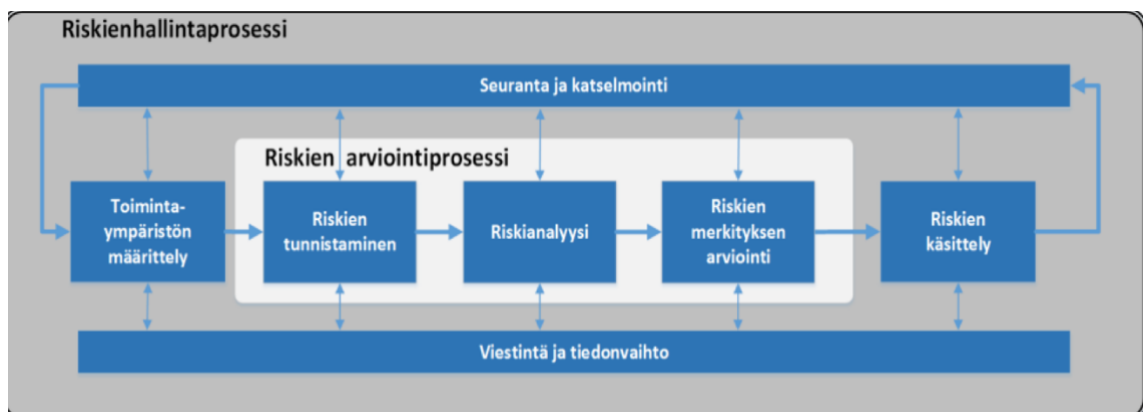 Riskienhallintaprosessi
Seuranta ja katselmointi
Riskien arviointiprosessi
Toiminta-
ympäristön
määrittely
Riskien
tunnistaminen
Riskianalyysi
Riskien
merkityksen
arviointi
Riskien
käsittely
Viestintä ja tiedonvaihto